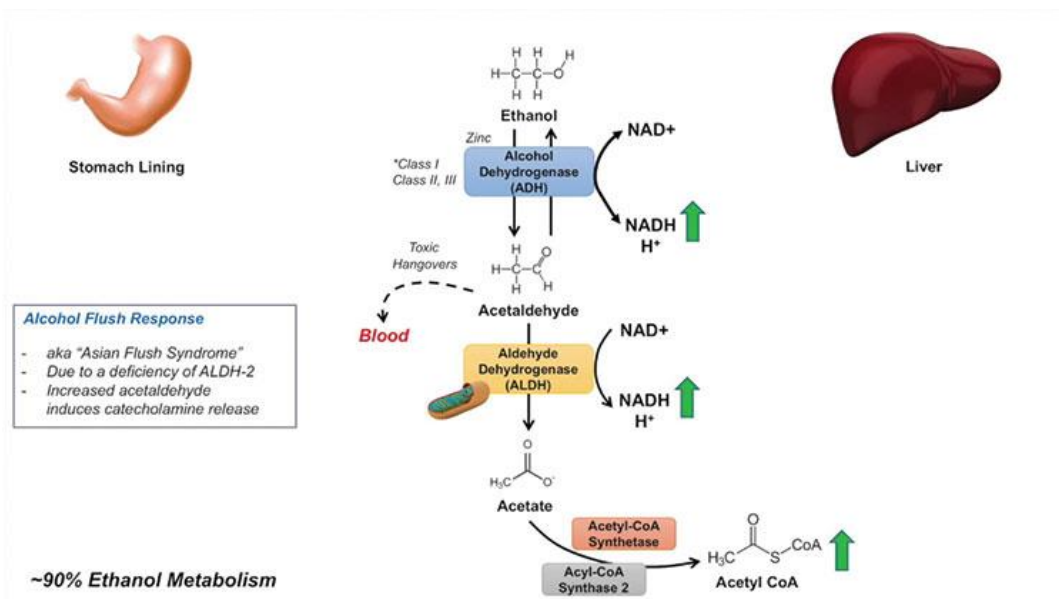 H
H H
H–C–C–O
H H
Ethanol
Stomach Lining
Liver
Zinc
*Class I
Class II, III
Alcohol
Dehydrogenase
(ADH)
NAD+
NADH
H+
Toxic
Hangovers
H O
H–C–C
H H
Acetaldehyde
Blood
Alcohol Flush Response
- aka “Asian Flush Syndrome”
- Due to a deficiency of ALDH-2
- Increased acetaldehyde
induces catecholamine release
Aldehyde
Dehydrogenase
(ALDH)
NAD+
NADH
H+
O
H₃C O-
Acetate
Acetyl-CoA
Synthetase
Acyl-CoA
Synthase 2
O
H₃C S CoA
Acetyl CoA
~90% Ethanol Metabolism